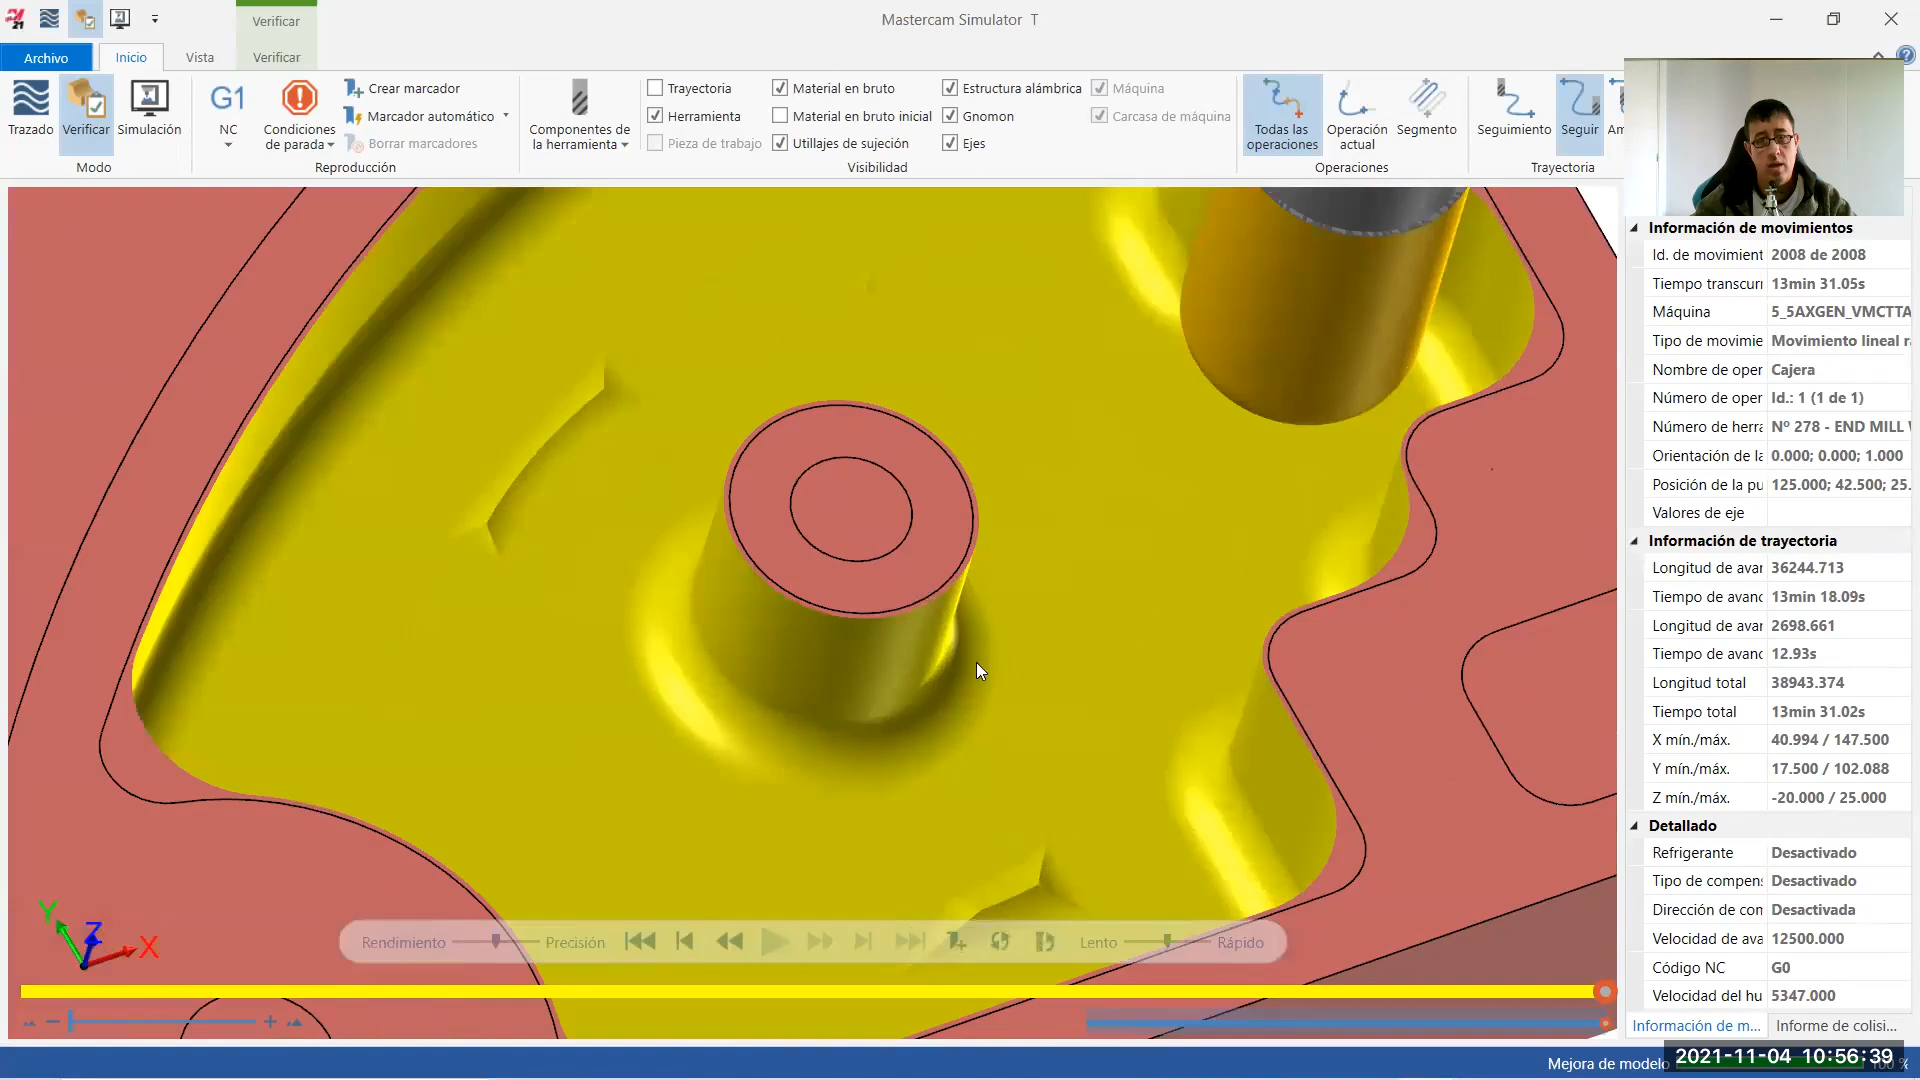 21
Verificar
Mastercam Simulator T
Archivo
Inicio
Vista
Verificar
Trazado
Verificar
Simulación
Modo
G1
NC
Condiciones
de parada
Crear marcador
Marcador automático
Borrar marcadores
Reproducción
Componentes de
la herramienta
Trayectoria
Material en bruto
Estructura alámbrica
Máquina
Herramienta
Material en bruto inicial
Gnomon
Carcasa de máquina
Pieza de trabajo
Utillajes de sujeción
Ejes
Visibilidad
Todas las
operaciones
Operación
actual
Segmento
Operaciones
Seguimiento
Seguir
Am
Trayectoria
Información de movimientos
Id. de movimient 2008 de 2008
Tiempo transcurı 13min 31.05s
Máquina 5_5AXGEN_VMCTTA
Tipo de movimie Movimiento lineal r
Nombre de oper Cajera
Número de oper Id.: 1 (1 de 1)
Número de herra Nº 278 - END MILL
Orientación de la 0.000; 0.000; 1.000
Posición de la pu 125.000; 42.500; 25.
Valores de eje
Información de trayectoria
Longitud de avar 36244.713
Tiempo de avanc 13min 18.09s
Longitud de avar 2698.661
Tiempo de avanc 12.93s
Longitud total 38943.374
Tiempo total 13min 31.02s
X mín./máx. 40.994 / 147.500
Y mín./máx. 17.500 / 102.088
Z mín./máx. -20.000 / 25.000
Detallado
Refrigerante Desactivado
Tipo de compens Desactivado
Dirección de con Desactivada
Velocidad de ava 12500.000
Código NC G0
Velocidad del hu 5347.000
Información de m...
Informe de colisi...
Y
Z
X
Rendimiento
Precisión
Lento
Rápido
Mejora de modelo
2021-11-04 10:56:39
100 %